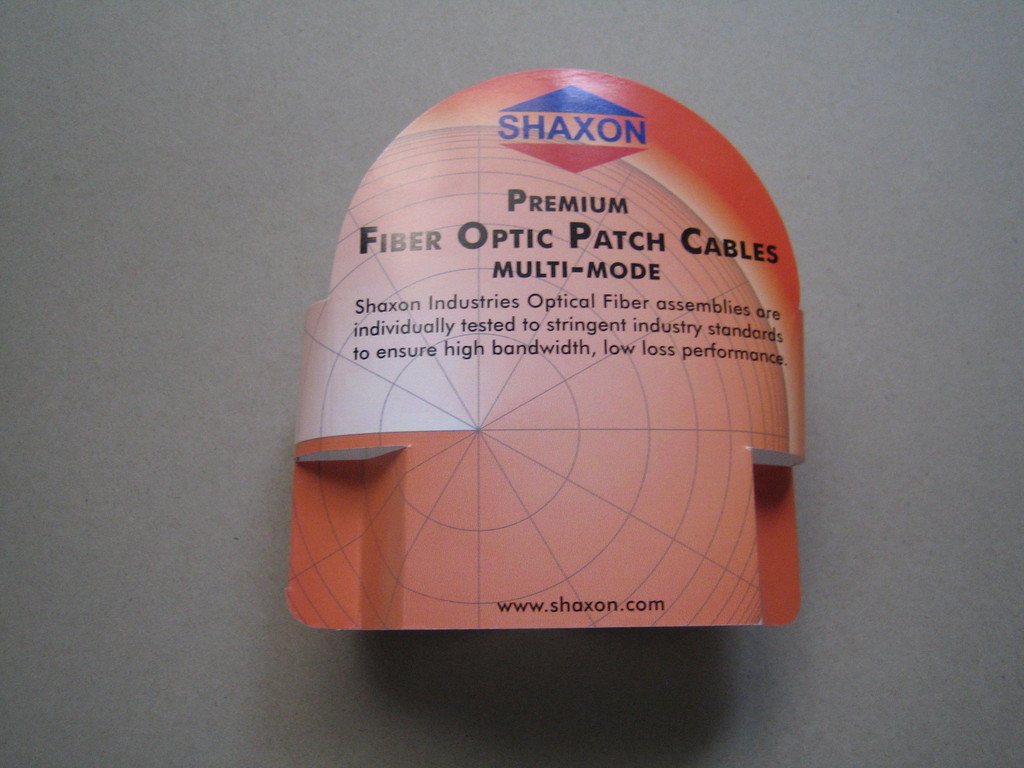 SHAXON
PREMIUM
FIBER OPTIC PATCH CABLES
MULTI-MODE
Shaxon Industries Optical Fiber assemblies are
individually tested to stringent industry standards
to ensure high bandwidth, low loss performance.
www.shaxon.com